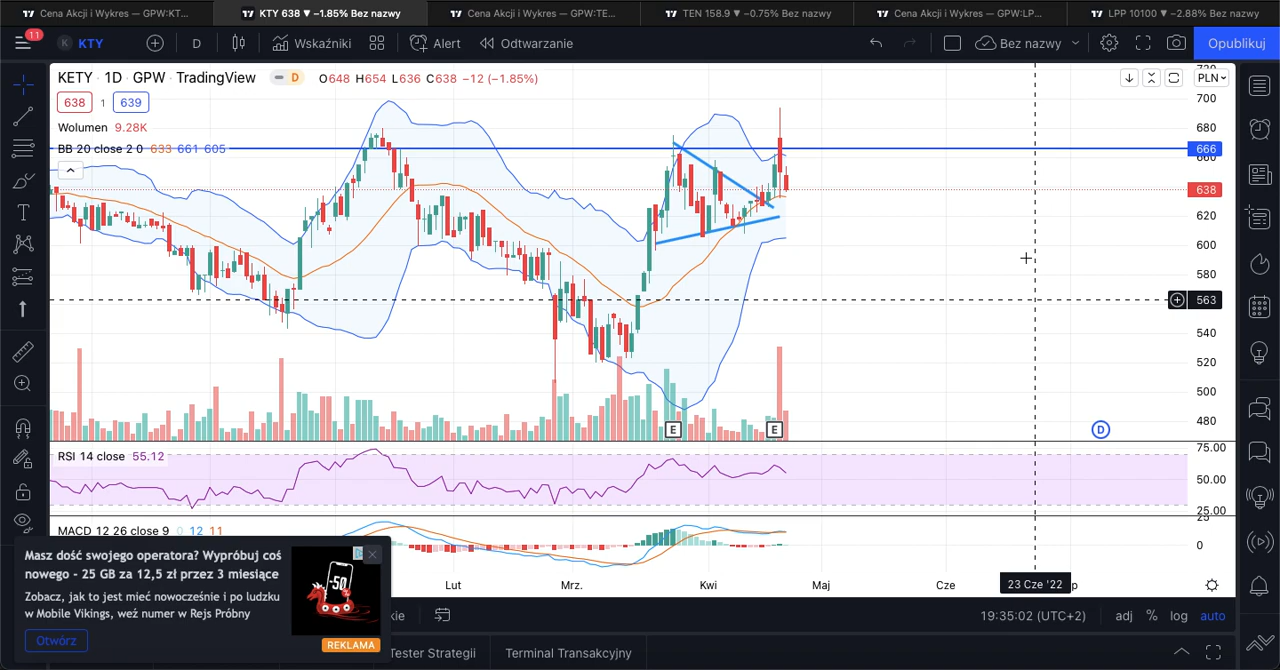 Cena Akcji i Wykres — GPW:KT...
KTY 638 ▼ −1.85% Bez nazwy
Cena Akcji i Wykres — GPW:TE...
TEN 158.9 ▼ −0.75% Bez nazwy
Cena Akcji i Wykres — GPW:LP...
LPP 10100 ▼ −2.88% Bez nazwy
11
K KTY
D
Wskaźniki
Alert
Odtwarzanie
Bez nazwy
Opublikuj
KETY · 1D · GPW · TradingView
D
O648 H654 L636 C638 −12 (−1.85%)
PLN
638 1 639
Wolumen 9.28K
BB 20 close 2 0 633 661 605
720
700
680
666
660
638
620
600
580
563
540
520
500
480
E
E
D
RSI 14 close 55.12
75.00
50.00
25.00
MACD 12 26 close 9 0 12 11
25
0
Lut
Mrz.
Kwi
Maj
Cze
23 Cze '22
p
Masz dość swojego operatora? Wypróbuj coś
nowego - 25 GB za 12,5 zł przez 3 miesiące
Zobacz, jak to jest mieć nowocześnie i po ludzku
w Mobile Vikings, weź numer w Rejs Próbny
Otwórz
-50
REKLAMA
kie
19:35:02 (UTC+2)
adj
%
log
auto
Tester Strategii
Terminal Transakcyjny